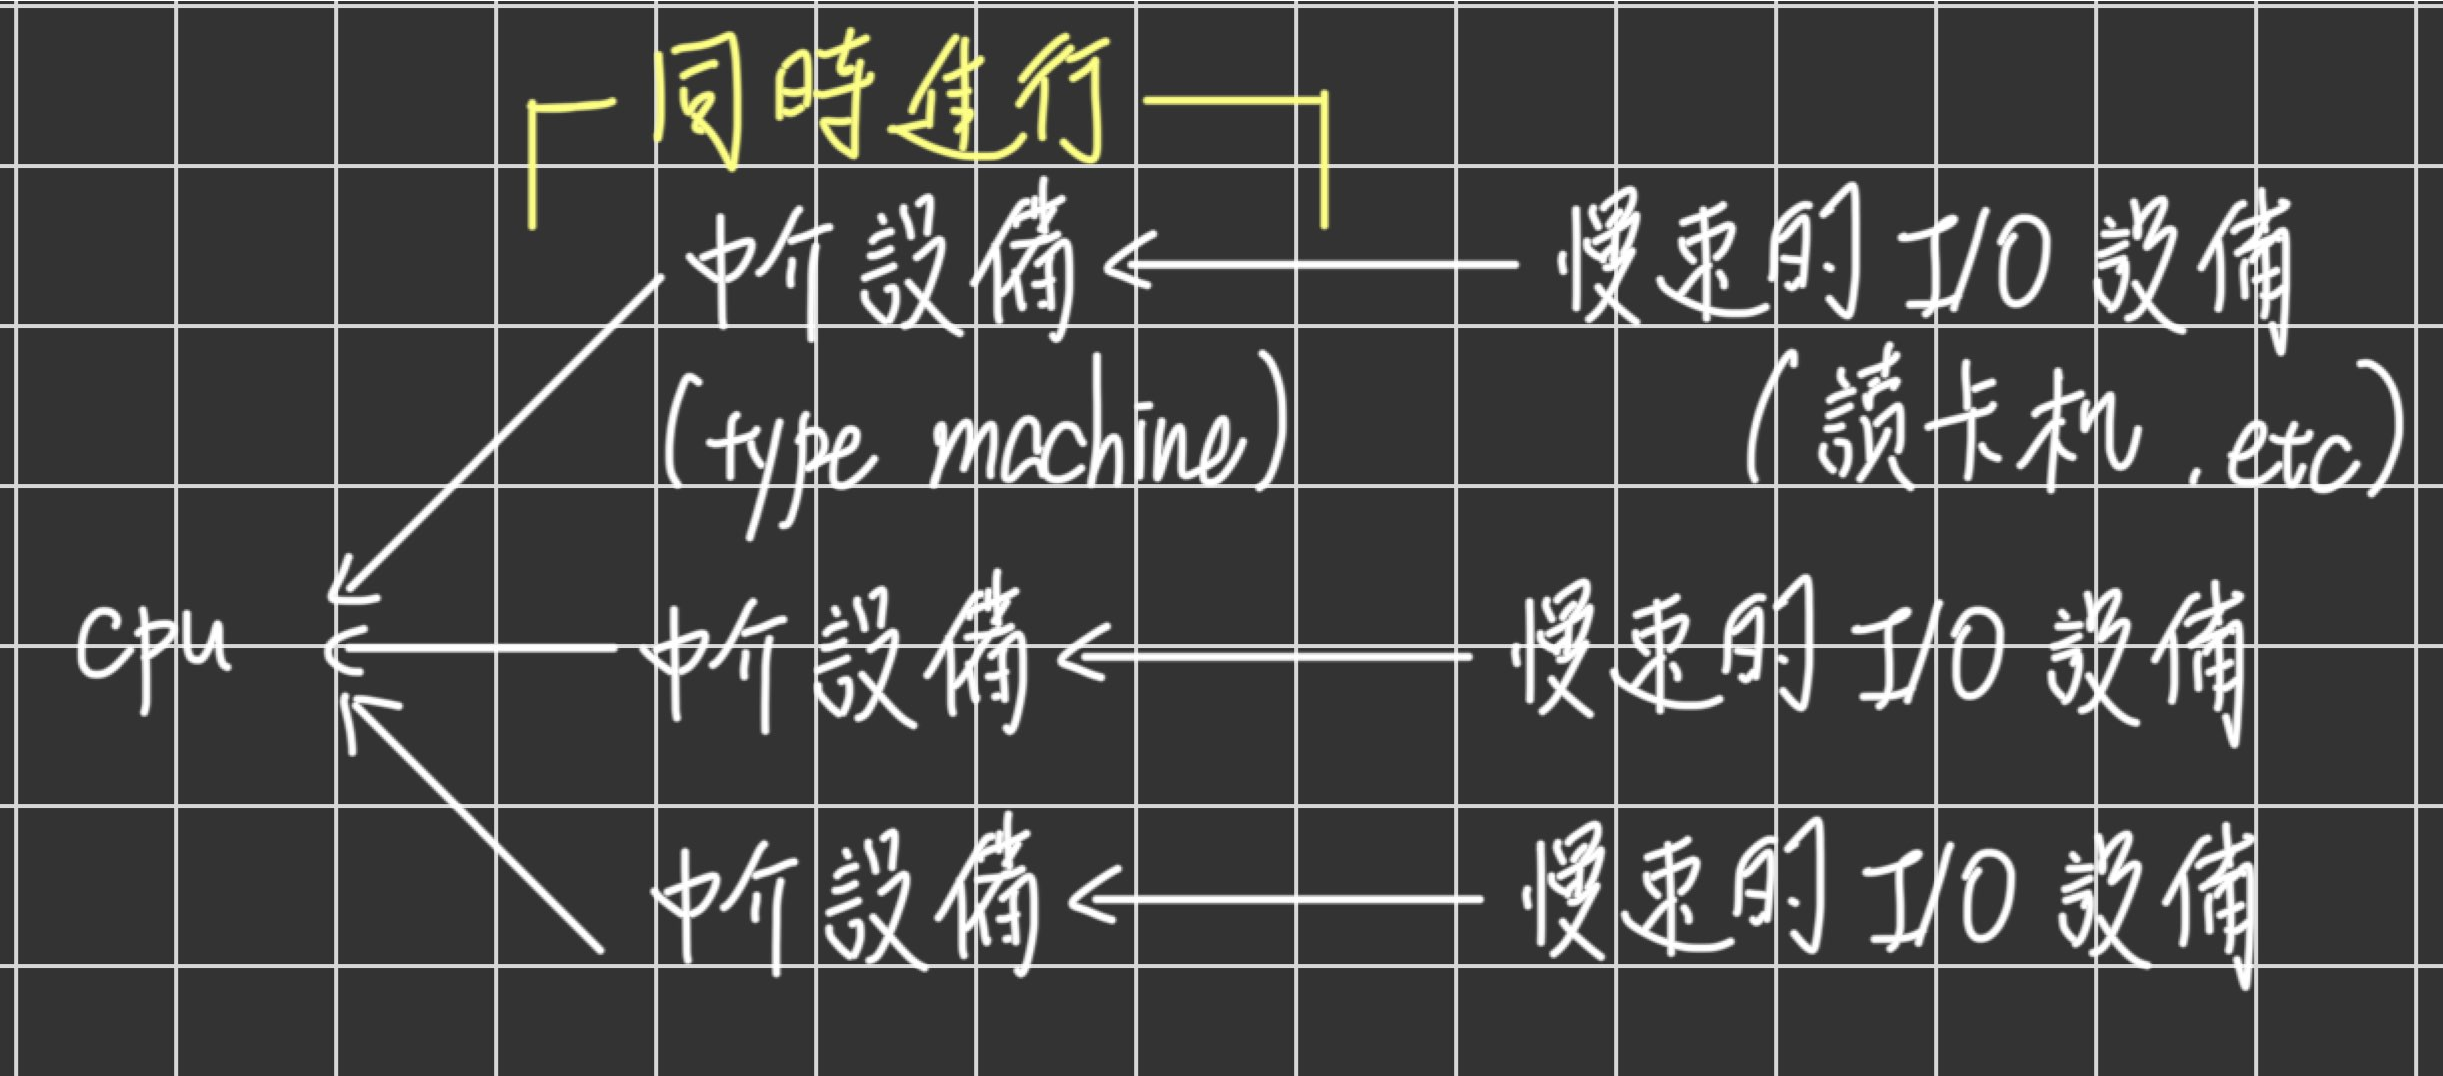 同時進行
中介設備 慢速的 I/O 設備
(type machine) (讀卡机 , etc)
CPU 中介設備 慢速的 I/O 設備
中介設備 慢速的 I/O 設備